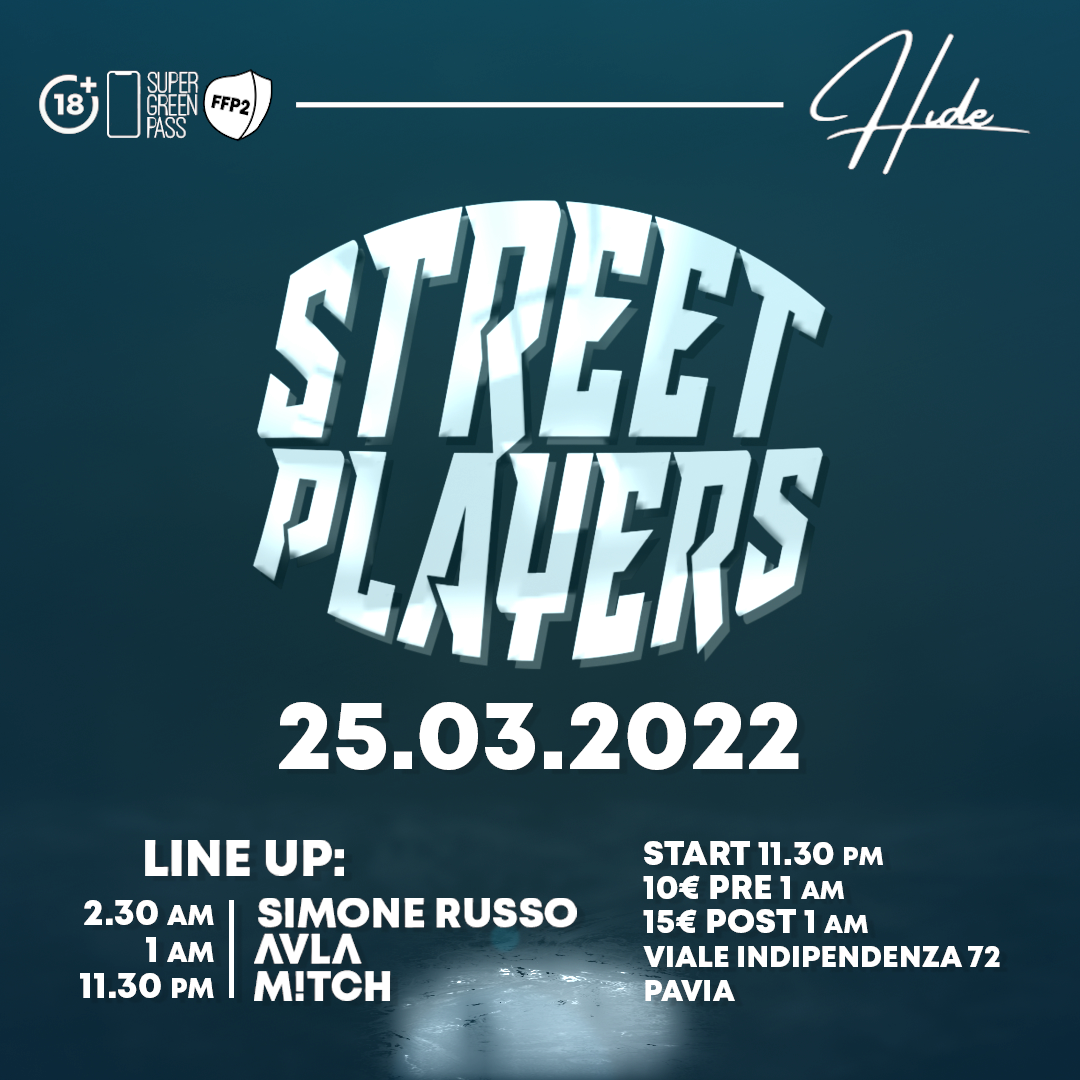 18+
SUPER
GREEN
PASS
FFP2
Hide
STREET
PLAYERS
25.03.2022
LINE UP:
2.30 AM | SIMONE RUSSO
1 AM | AVLA
11.30 PM | M!TCH
START 11.30 PM
10€ PRE 1 AM
15€ POST 1 AM
VIALE INDIPENDENZA 72
PAVIA